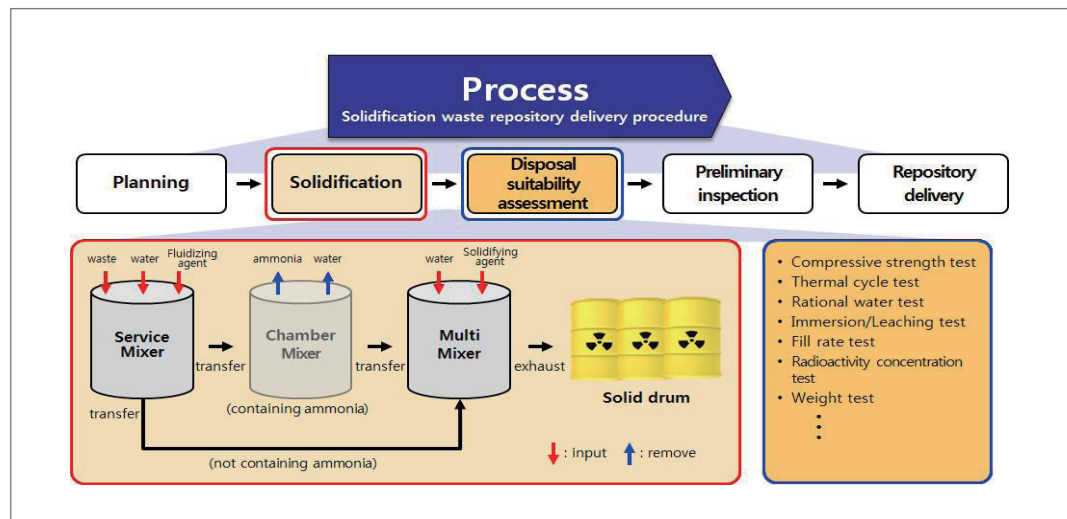 Process
Solidification waste repository delivery procedure
Planning
Solidification
Disposal
suitability
assessment
Preliminary
inspection
Repository
delivery
waste
water
Fluidizing
agent
ammonia
water
water
Solidifying
agent
Service
Mixer
Chamber
Mixer
Multi
Mixer
transfer
transfer
exhaust
Solid drum
transfer
(containing ammonia)
(not containing ammonia)
: input
: remove
• Compressive strength test
• Thermal cycle test
• Rational water test
• Immersion/Leaching test
• Fill rate test
• Radioactivity concentration
test
• Weight test